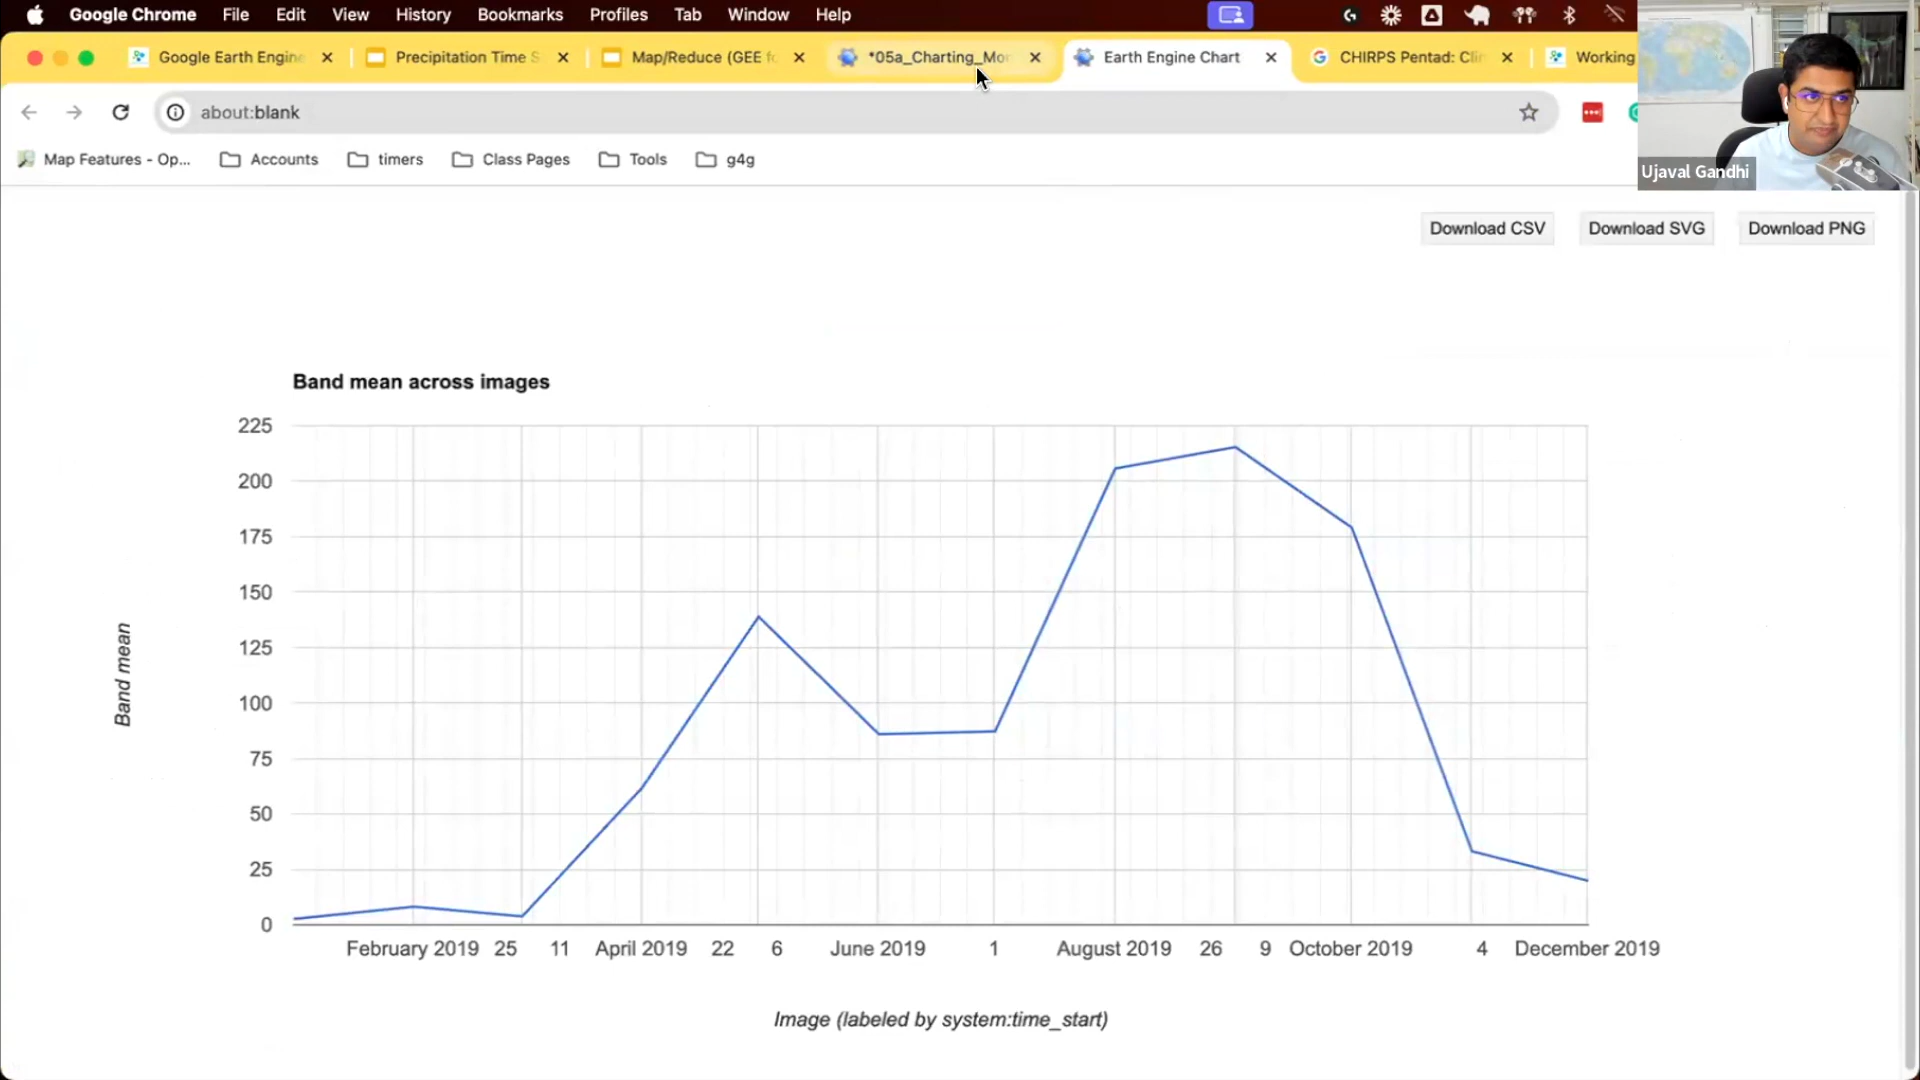 Google Chrome File Edit View History Bookmarks Profiles Tab Window Help
Google Earth Engine Precipitation Time S Map/Reduce (GEE fo *05a_Charting_Mon Earth Engine Chart CHIRPS Pentad: Clim Working
about:blank
Map Features - Op... Accounts timers Class Pages Tools g4g
Ujaval Gandhi
Download CSV Download SVG Download PNG
Band mean across images
225
200
175
150
125
100
75
50
25
0
Band mean
February 2019 25 11 April 2019 22 6 June 2019 1 August 2019 26 9 October 2019 4 December 2019
Image (labeled by system:time_start)